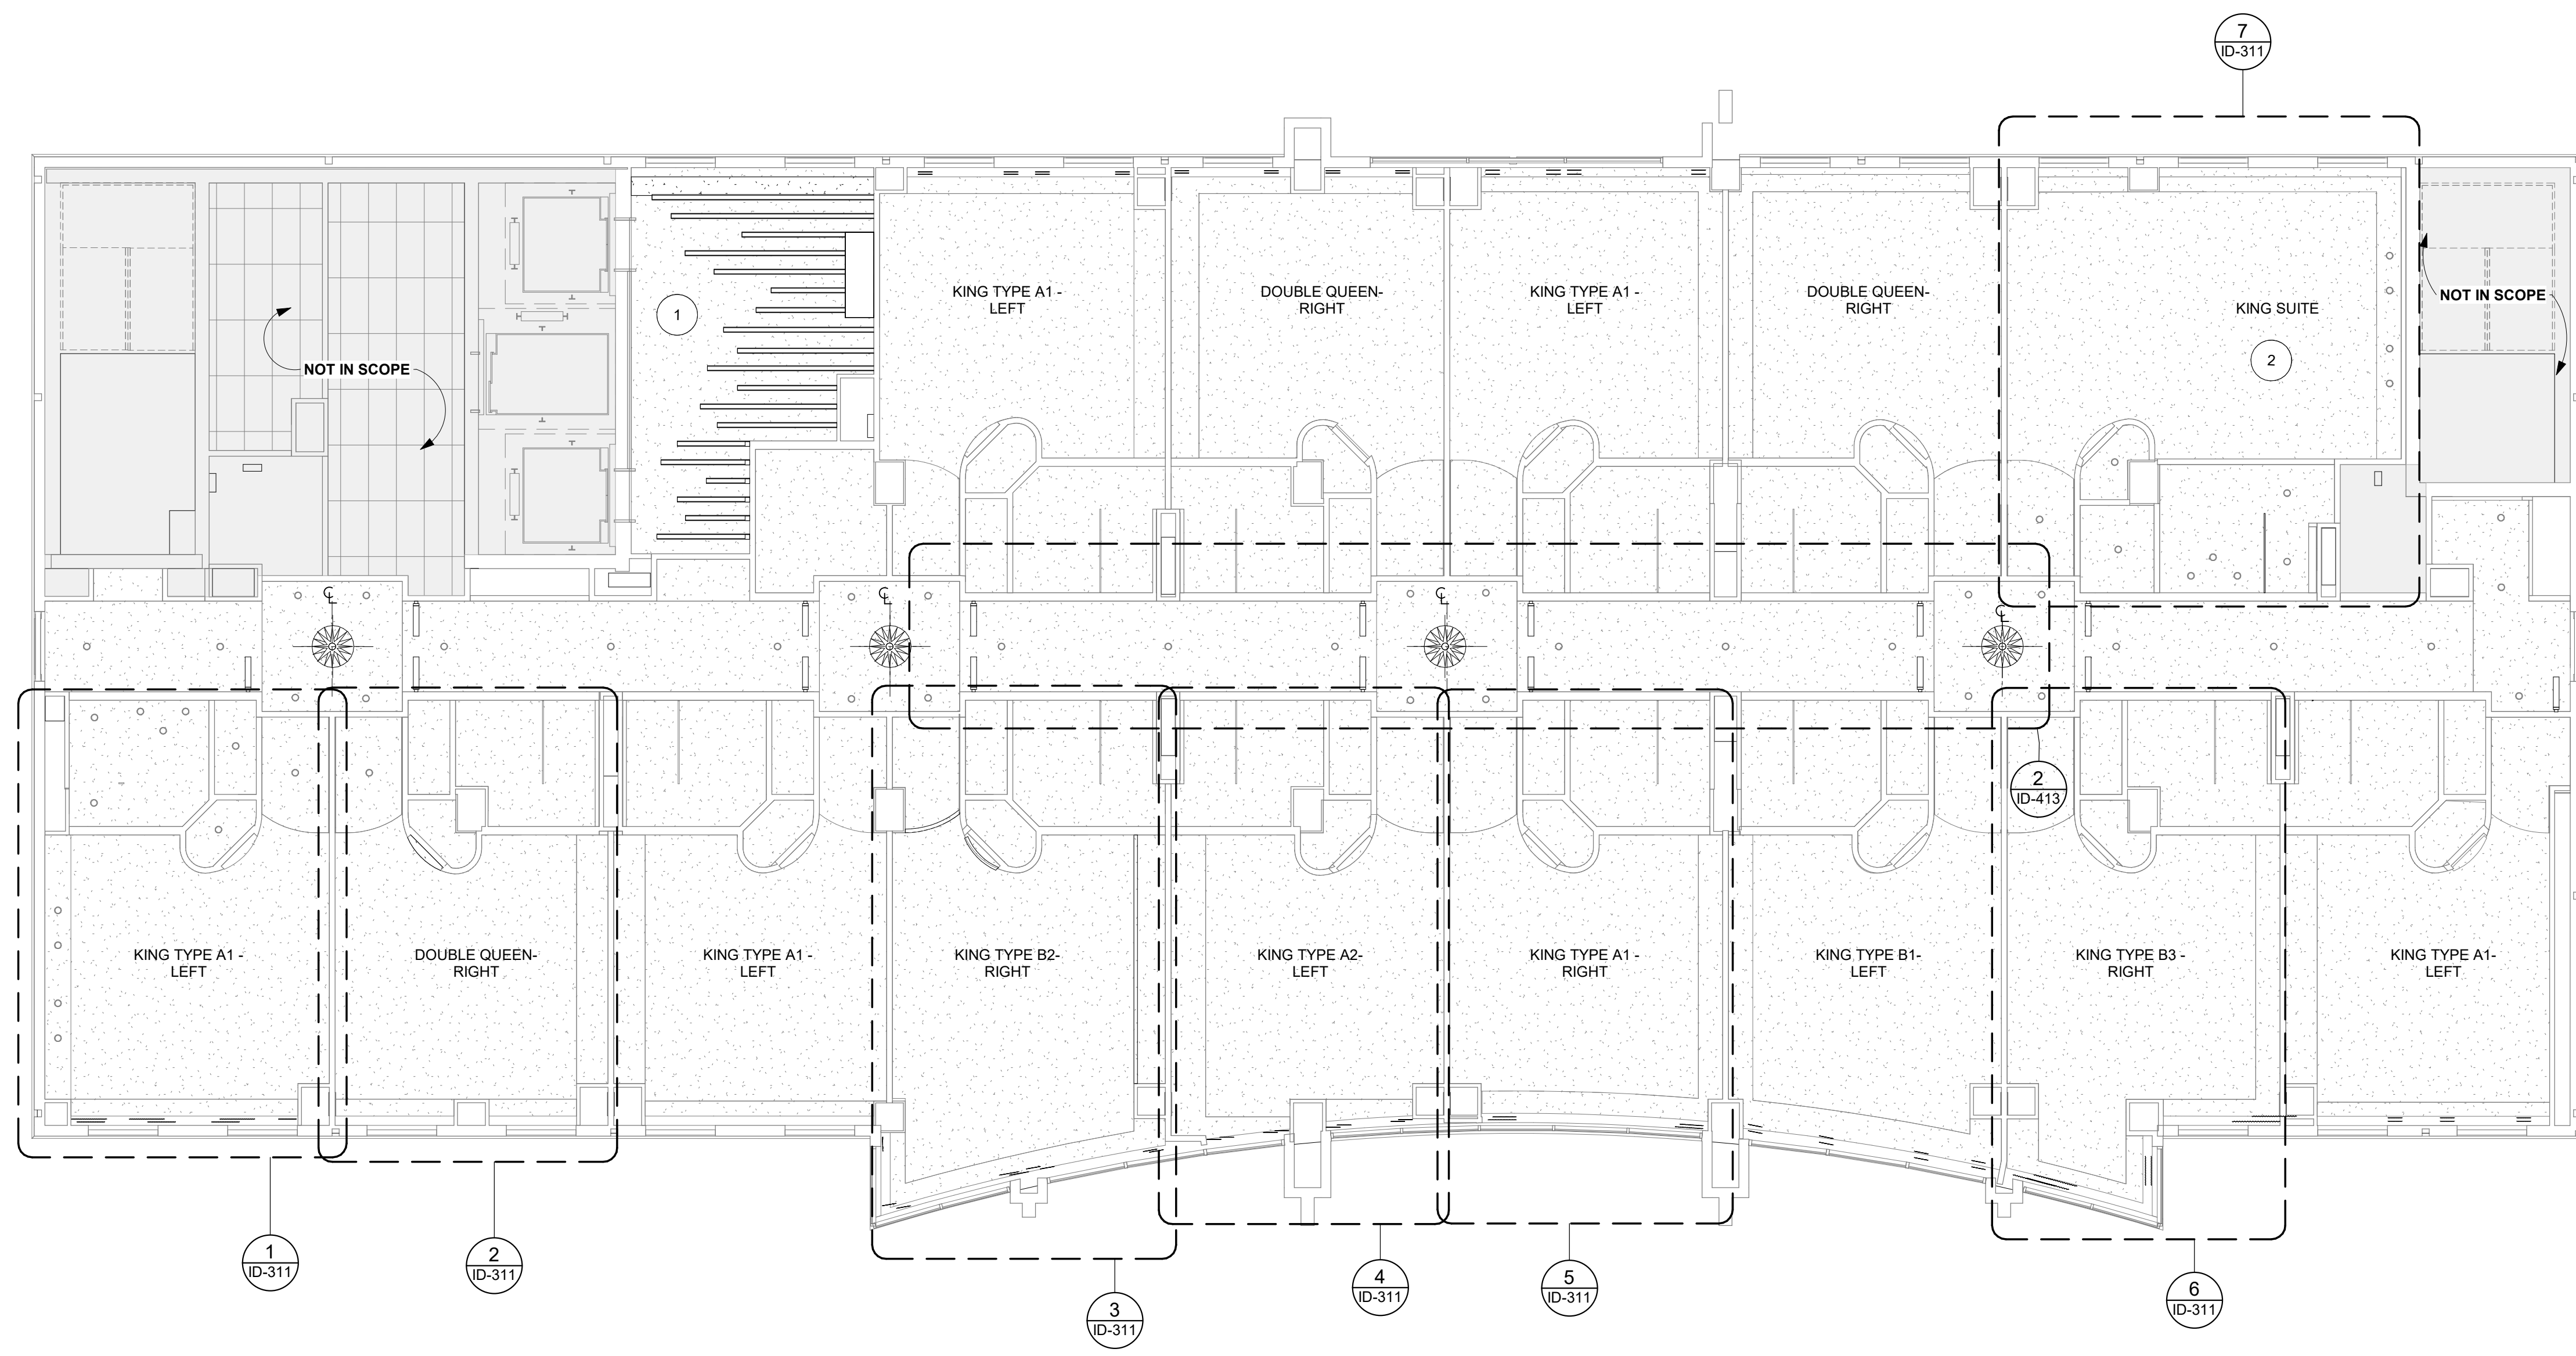 7
ID-311
KING TYPE A1 -
LEFT
DOUBLE QUEEN-
RIGHT
KING TYPE A1 -
LEFT
DOUBLE QUEEN-
RIGHT
KING SUITE
2
NOT IN SCOPE
1
NOT IN SCOPE
CL
CL
CL
CL
2
ID-413
KING TYPE A1 -
LEFT
DOUBLE QUEEN-
RIGHT
KING TYPE A1 -
LEFT
KING TYPE B2-
RIGHT
KING TYPE A2-
LEFT
KING TYPE A1 -
RIGHT
KING TYPE B1-
LEFT
KING TYPE B3 -
RIGHT
KING TYPE A1-
LEFT
1
ID-311
2
ID-311
3
ID-311
4
ID-311
5
ID-311
6
ID-311